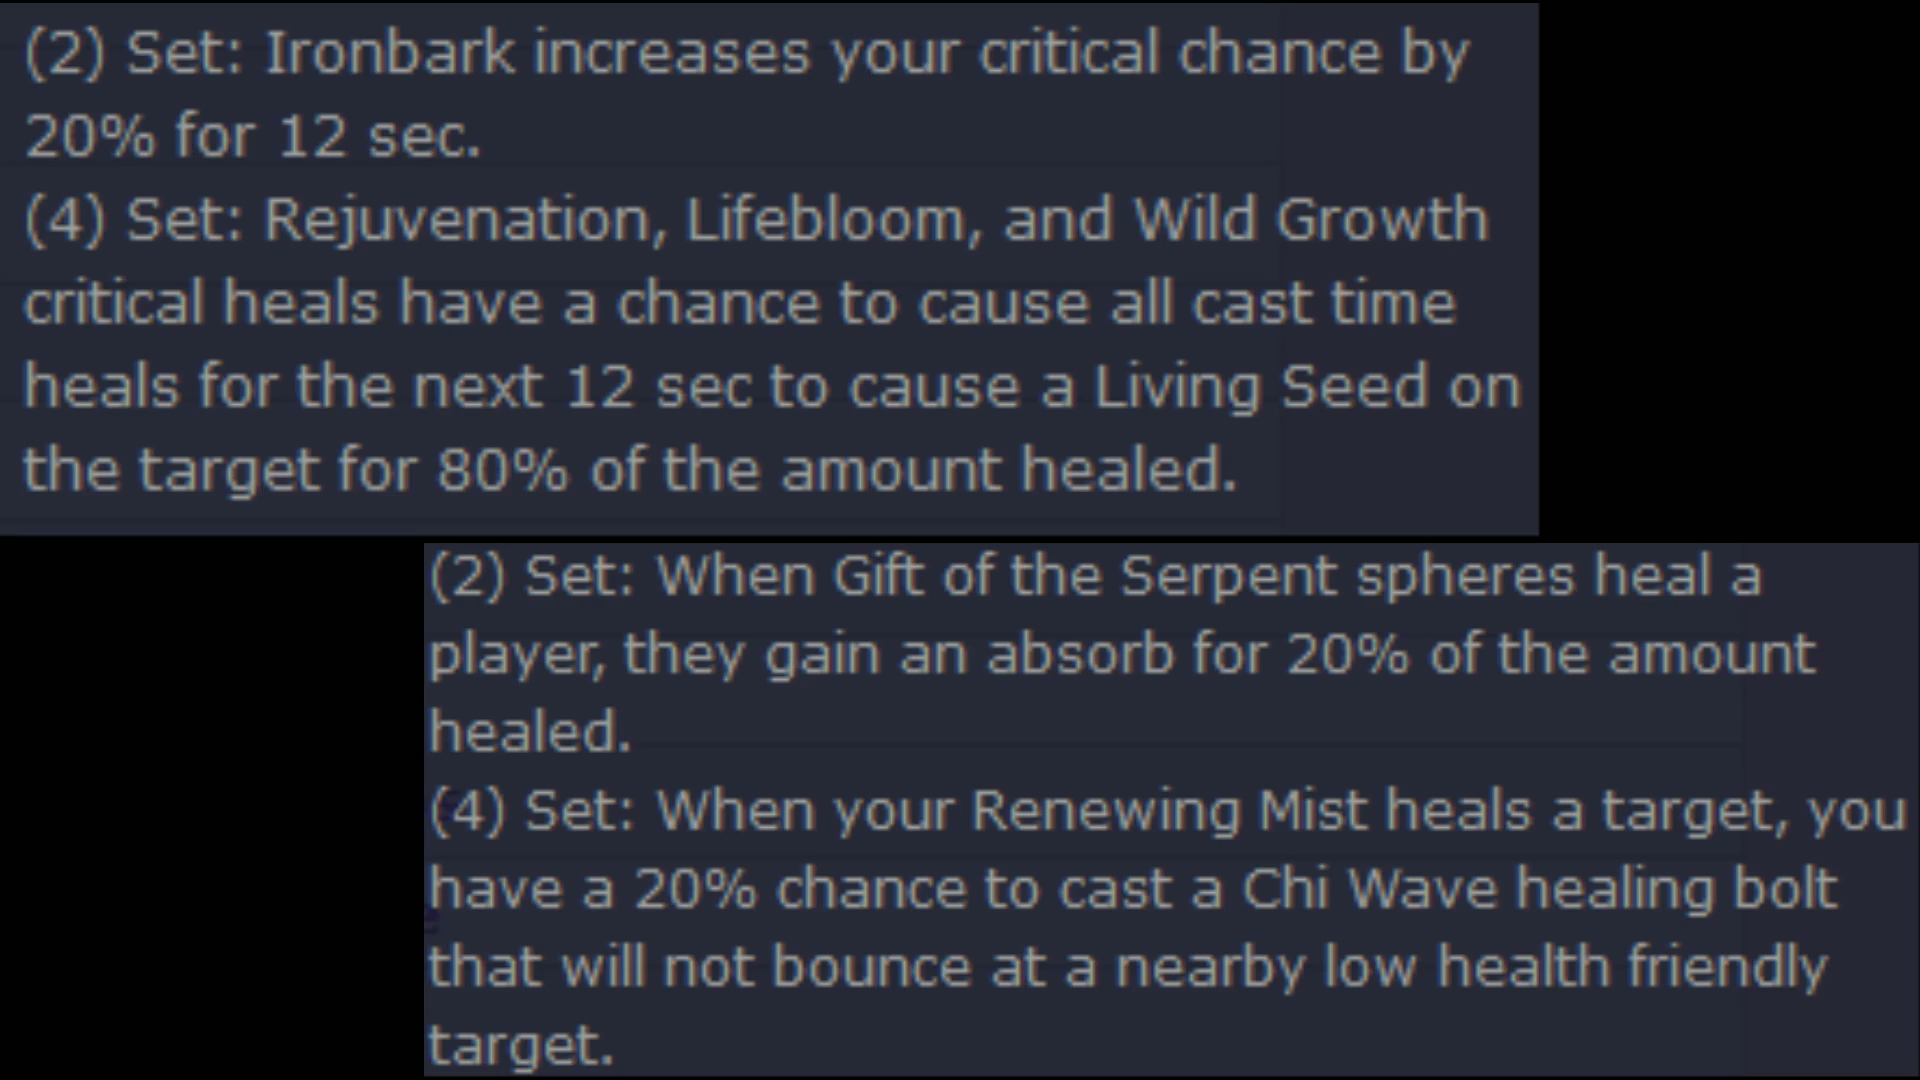 (2) Set: Ironbark increases your critical chance by
20% for 12 sec.
(4) Set: Rejuvenation, Lifebloom, and Wild Growth
critical heals have a chance to cause all cast time
heals for the next 12 sec to cause a Living Seed on
the target for 80% of the amount healed.
(2) Set: When Gift of the Serpent spheres heal a
player, they gain an absorb for 20% of the amount
healed.
(4) Set: When your Renewing Mist heals a target, you
have a 20% chance to cast a Chi Wave healing bolt
that will not bounce at a nearby low health friendly
target.